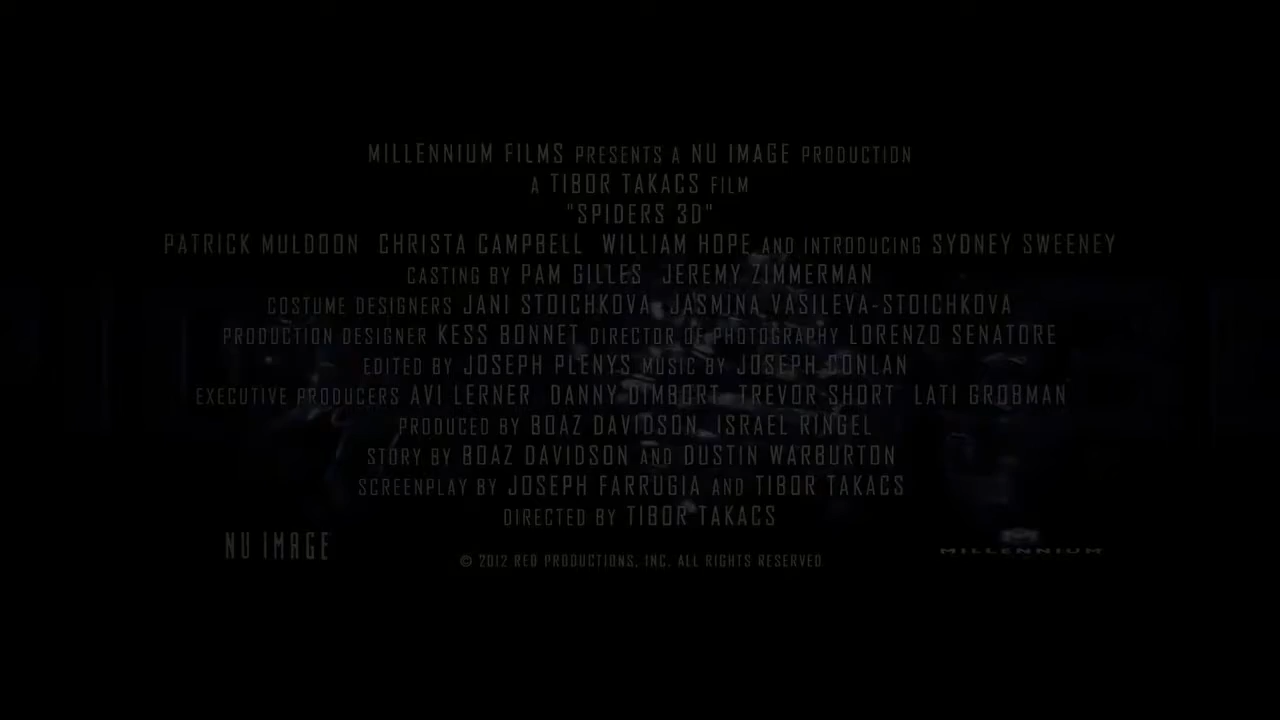 MILLENNIUM FILMS PRESENTS A NU IMAGE PRODUCTION
A TIBOR TAKACS FILM
"SPIDERS 3D"
PATRICK MULDOON CHRISTA CAMPBELL WILLIAM HOPE AND INTRODUCING SYDNEY SWEENEY
CASTING BY PAM GILLES JEREMY ZIMMERMAN
COSTUME DESIGNERS JANI STOICHKOVA JASMINA VASILEVA-STOICHKOVA
PRODUCTION DESIGNER KESS BONNET DIRECTOR OF PHOTOGRAPHY LORENZO SENATORE
EDITED BY JOSEPH PLENYS MUSIC BY JOSEPH CONLAN
EXECUTIVE PRODUCERS AVI LERNER DANNY DIMBORT TREVOR SHORT LATI GROBMAN
PRODUCED BY BOAZ DAVIDSON ISRAEL RINGEL
STORY BY BOAZ DAVIDSON AND DUSTIN WARBURTON
SCREENPLAY BY JOSEPH FARRUGIA AND TIBOR TAKACS
DIRECTED BY TIBOR TAKACS
NU IMAGE
© 2012 RED PRODUCTIONS, INC. ALL RIGHTS RESERVED
MILLENNIUM